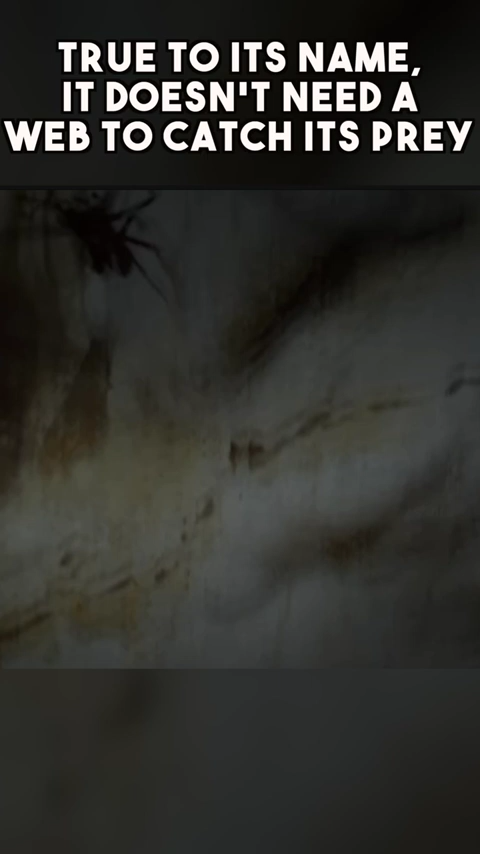 TRUE TO ITS NAME,
IT DOESN'T NEED A
WEB TO CATCH ITS PREY